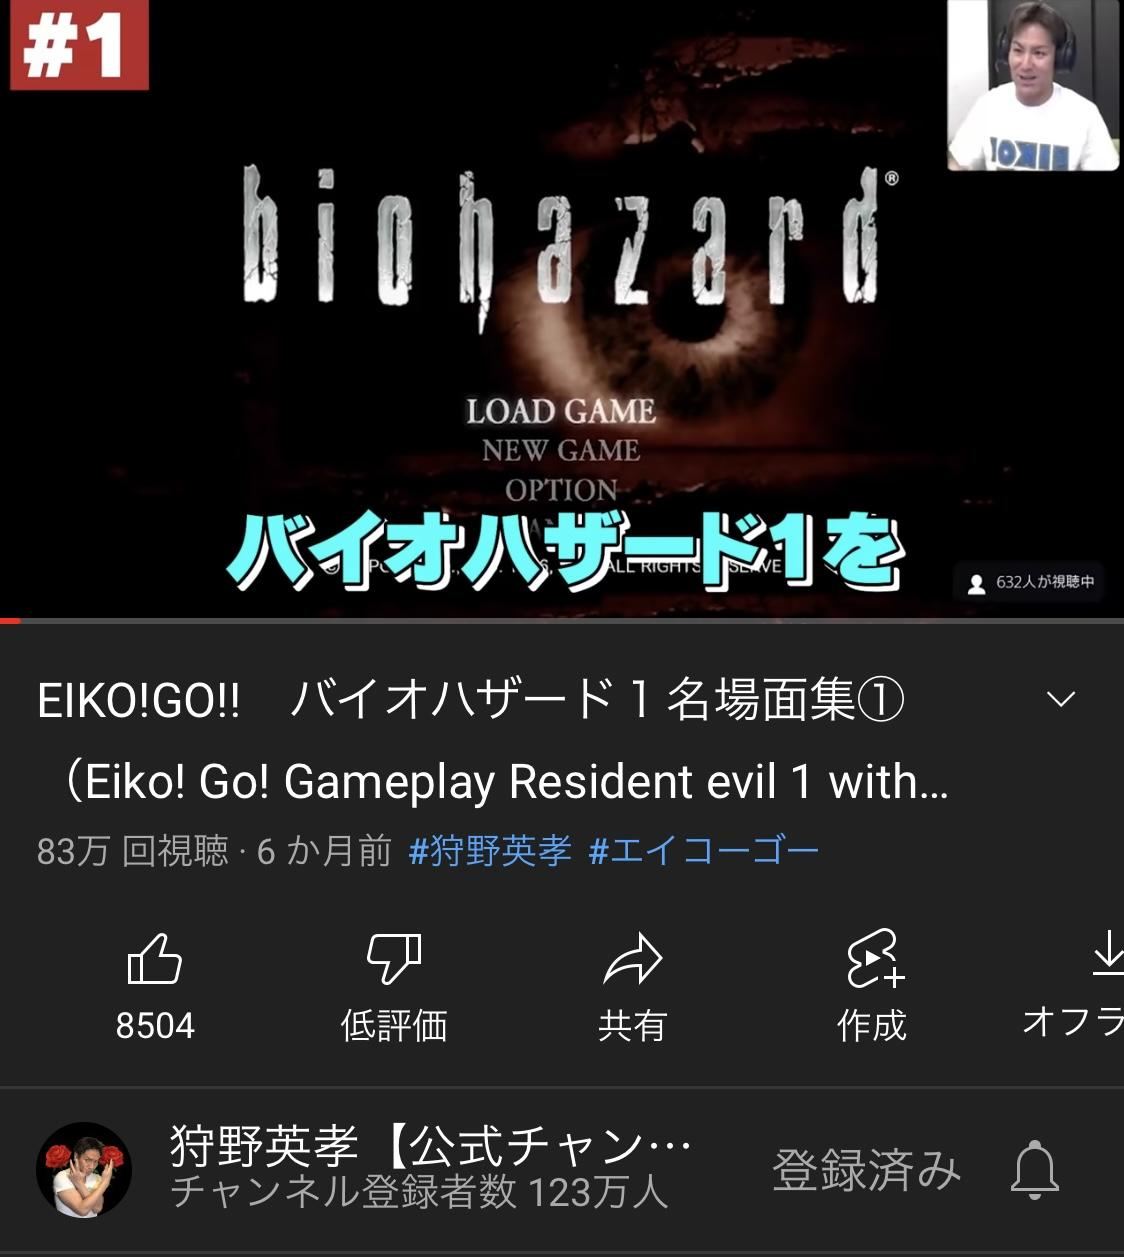 #1
biohazard®
LOAD GAME
NEW GAME
OPTION
バイオハザード1を
ALL RIGHTS
632人が視聴中
EIKO!GO!!　バイオハザード１名場面集①
（Eiko! Go! Gameplay Resident evil 1 with...
83万 回視聴・6 か月前 #狩野英孝 #エイコーゴー
8504 低評価 共有 作成 オフラ
狩野英孝【公式チャン…
チャンネル登録者数 123万人
登録済み